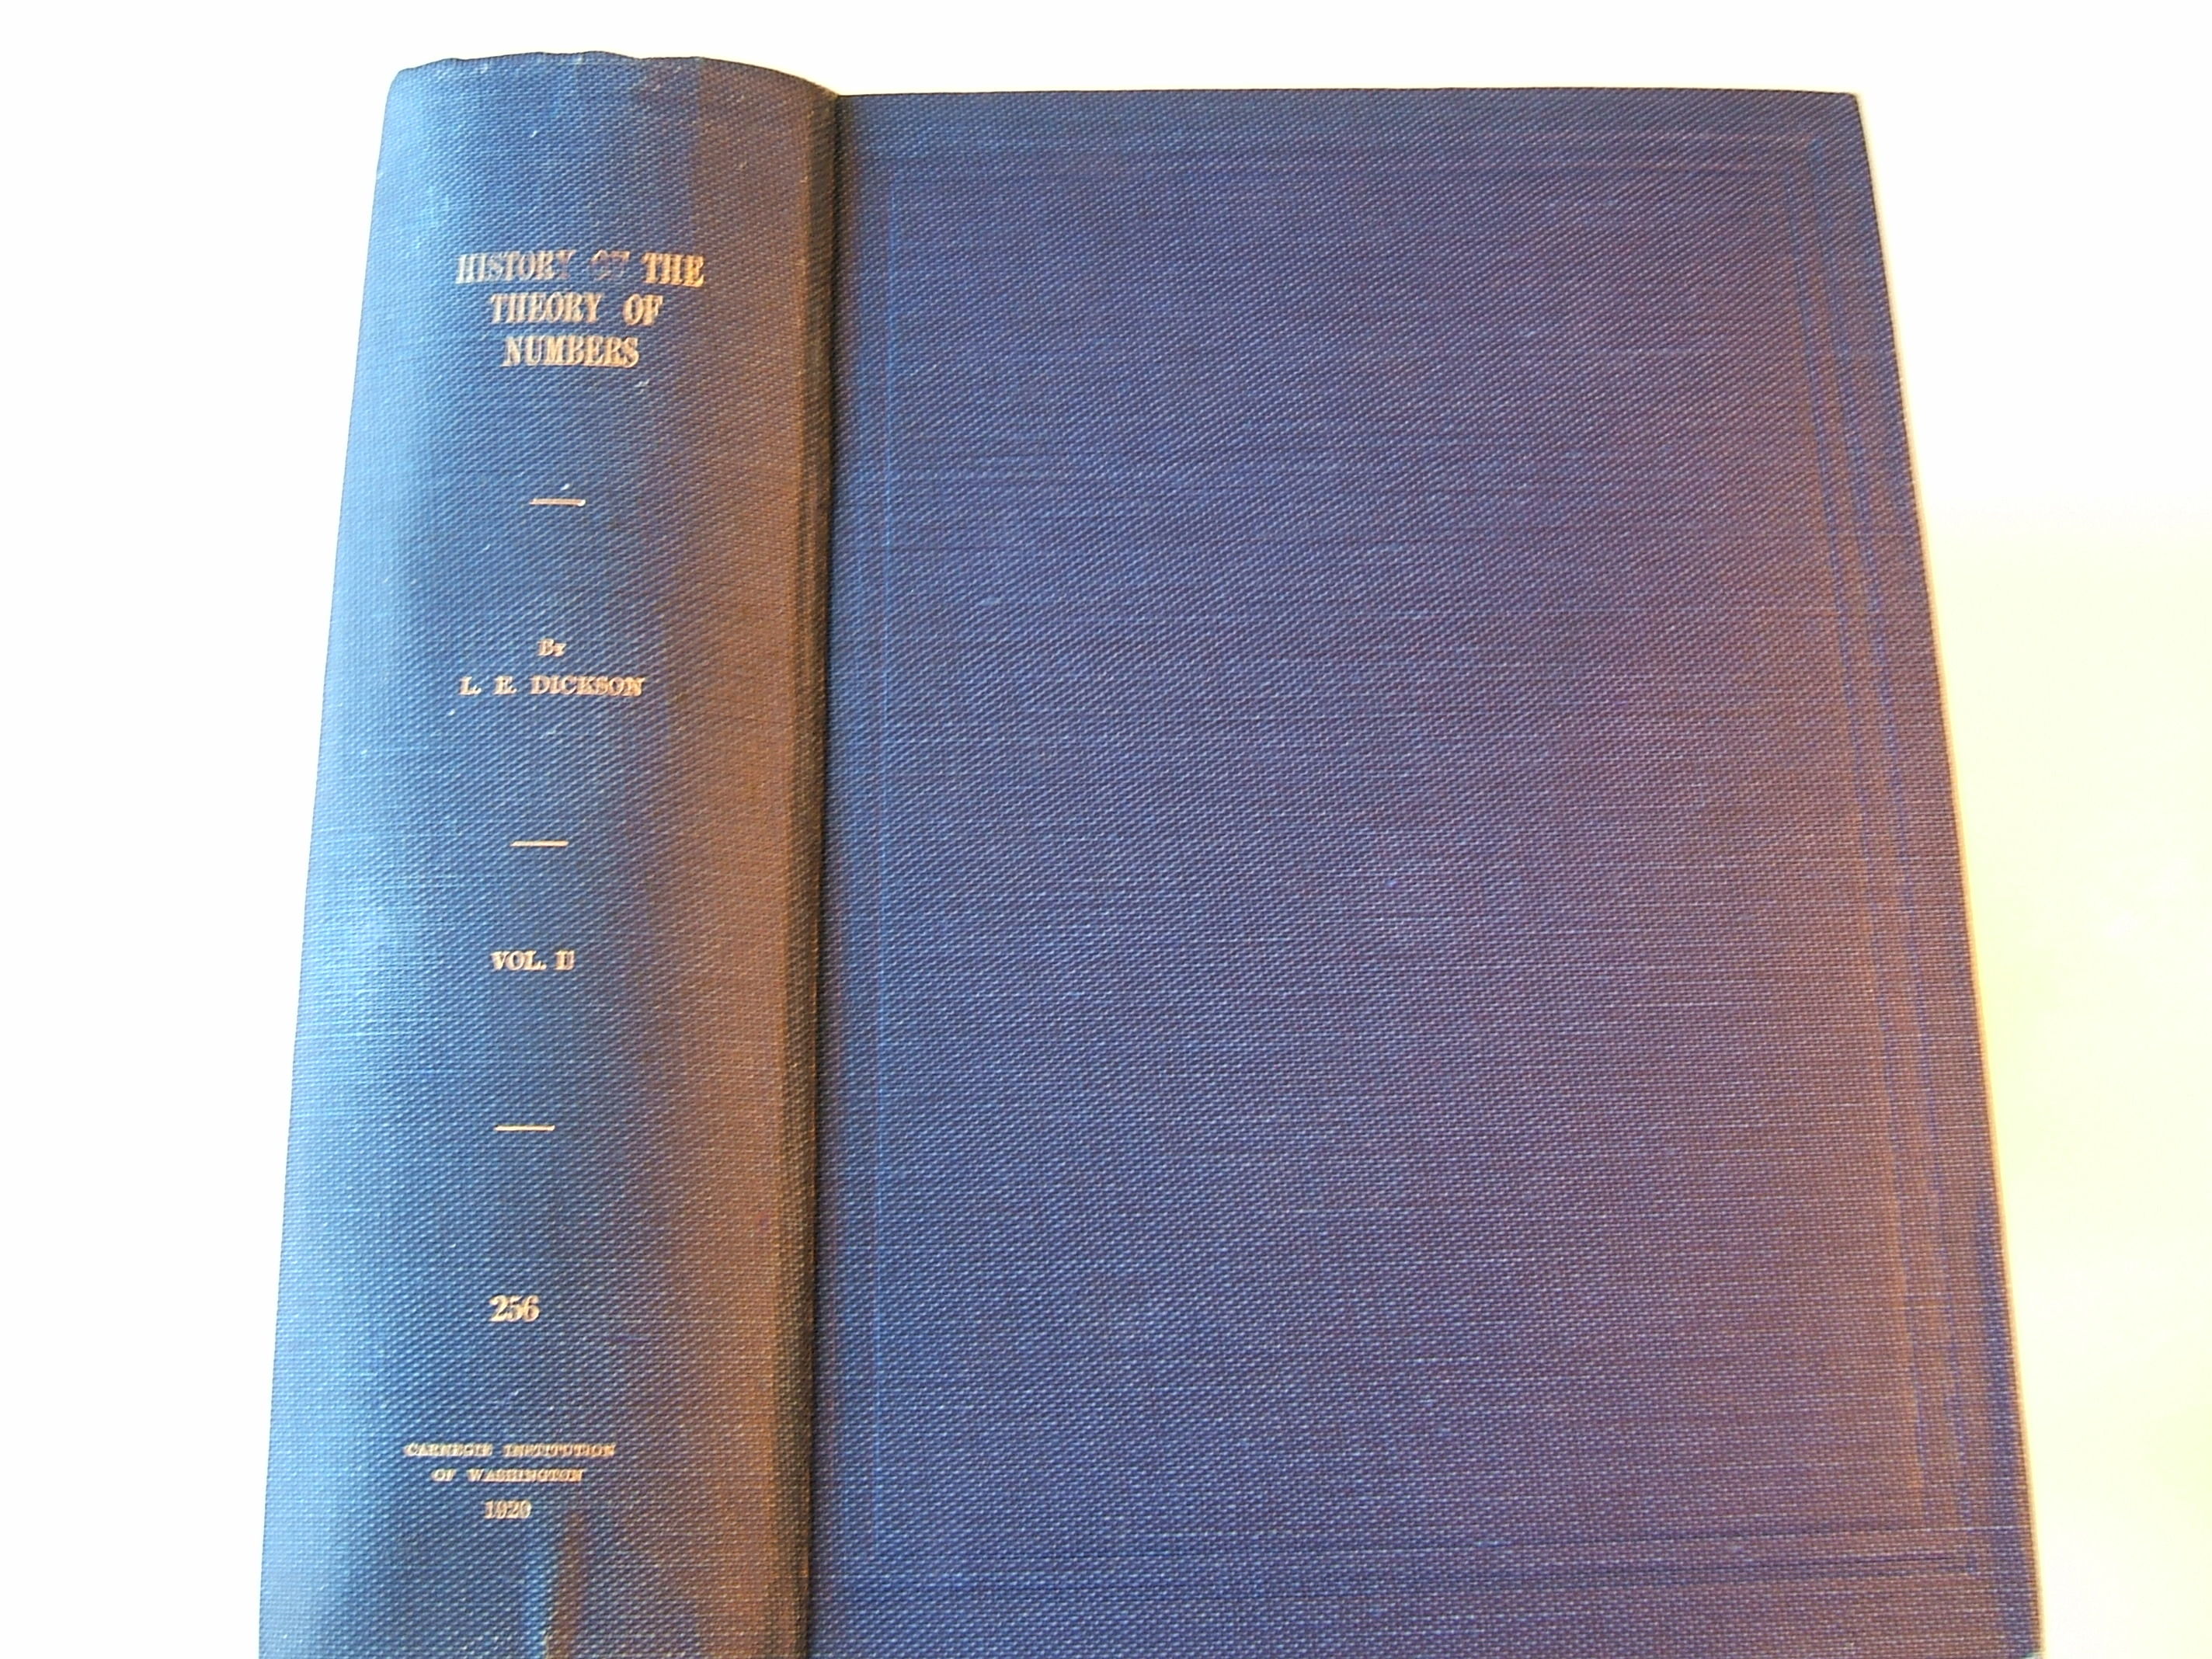 HISTORY OF THE
THEORY OF
NUMBERS
By
L. E. DICKSON
VOL. II
256
CARNEGIE INSTITUTION
OF WASHINGTON
1920